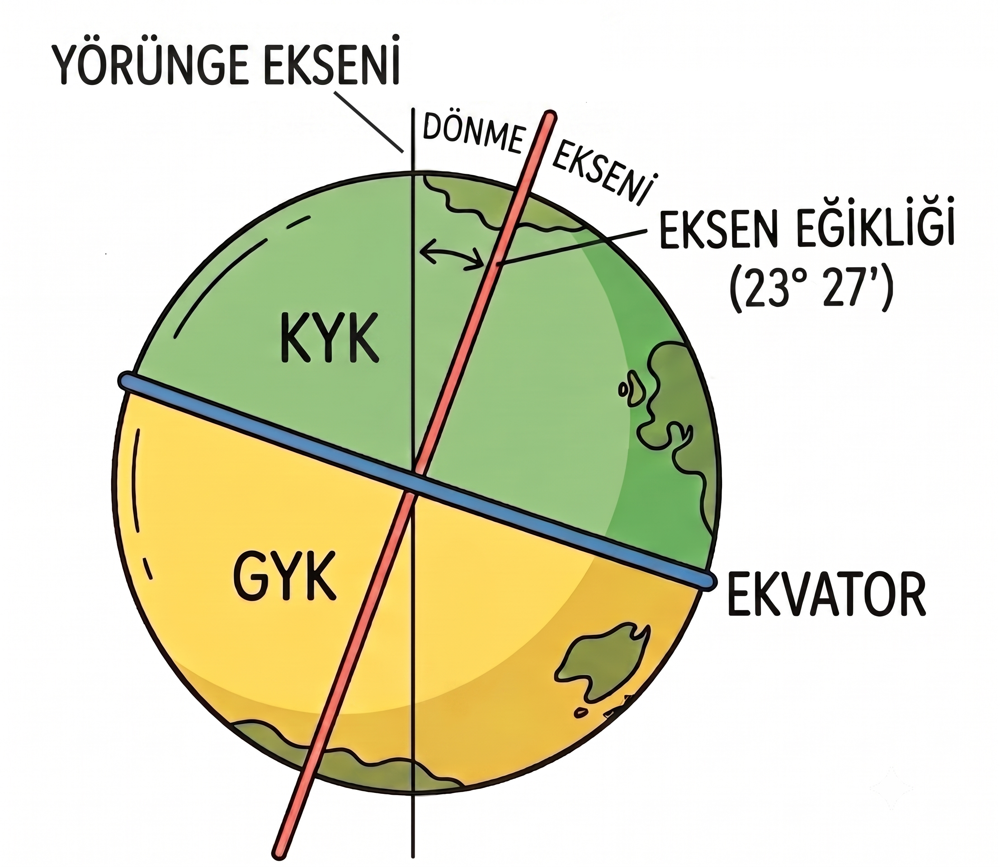 YÖRÜNGE EKSENİ
DÖNME EKSENİ
EKSEN EĞİKLİĞİ
(23° 27’)
KYK
GYK
EKVATOR